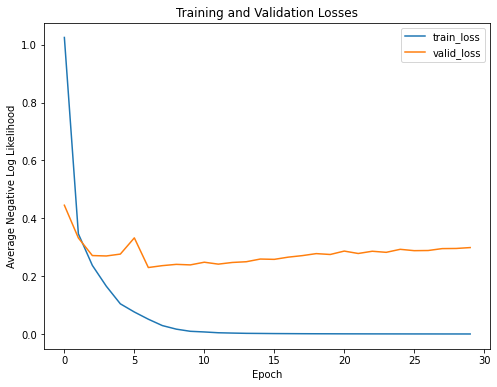 Training and Validation Losses
train_loss
valid_loss
Average Negative Log Likelihood
1.0
0.8
0.6
0.4
0.2
0.0
0 5 10 15 20 25 30
Epoch